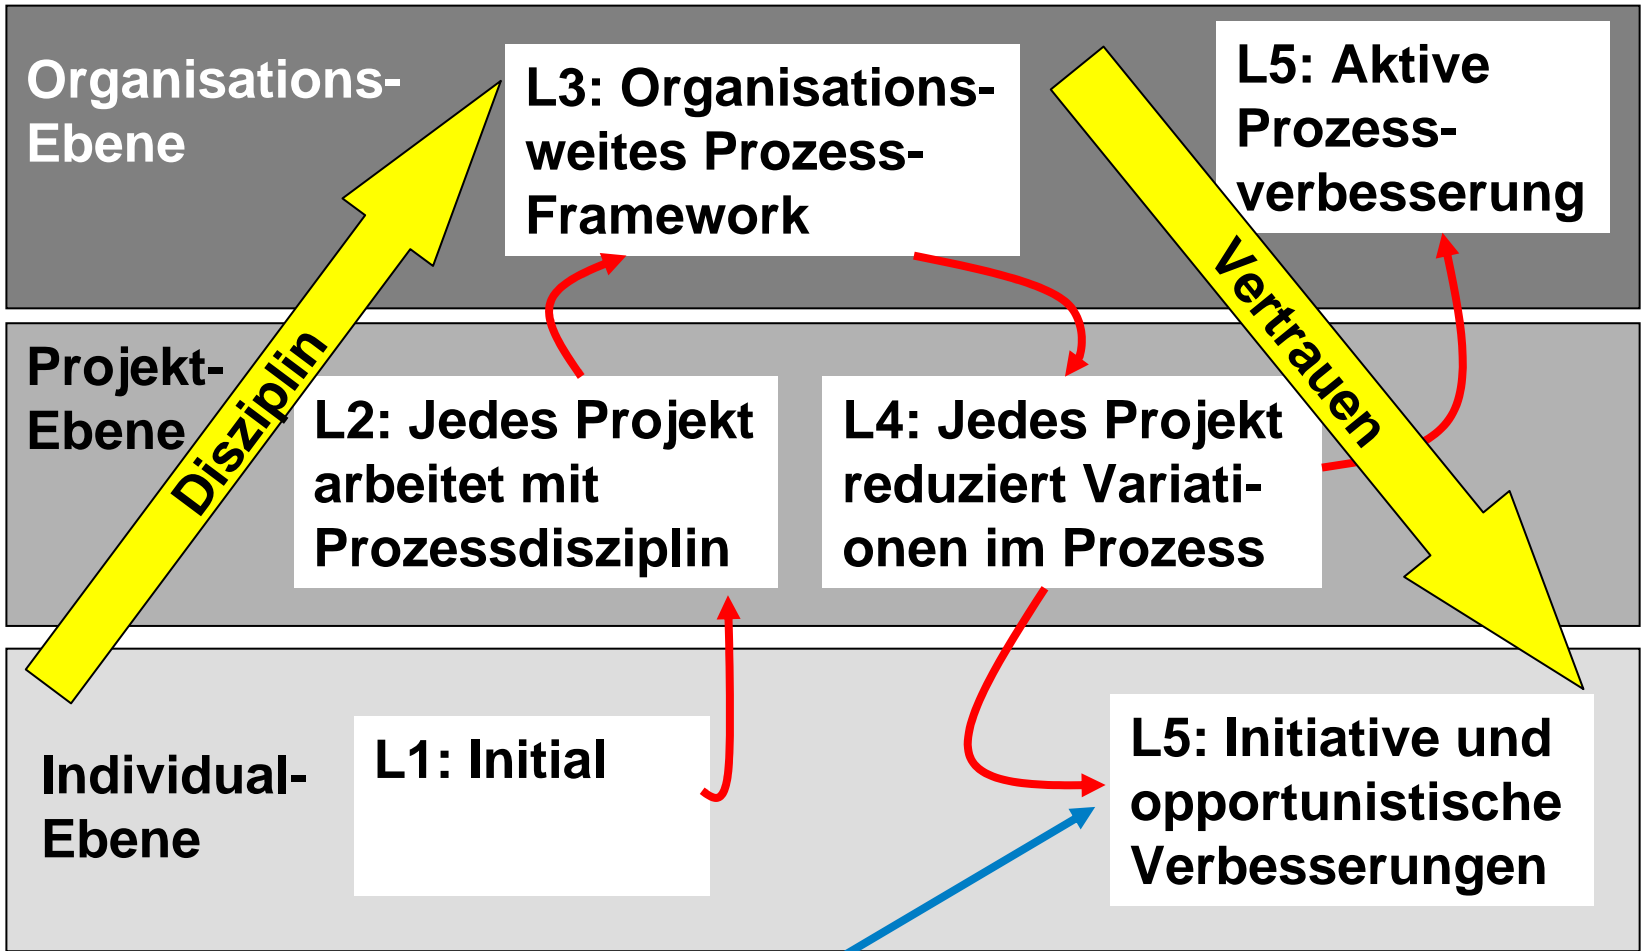 Organisations-
Ebene
L3: Organisations-
weites Prozess-
Framework
L5: Aktive
Prozess-
verbesserung
Disziplin
Vertrauen
Projekt-
Ebene
L2: Jedes Projekt
arbeitet mit
Prozessdisziplin
L4: Jedes Projekt
reduziert Variati-
onen im Prozess
Individual-
Ebene
L1: Initial
L5: Initiative und
opportunistische
Verbesserungen